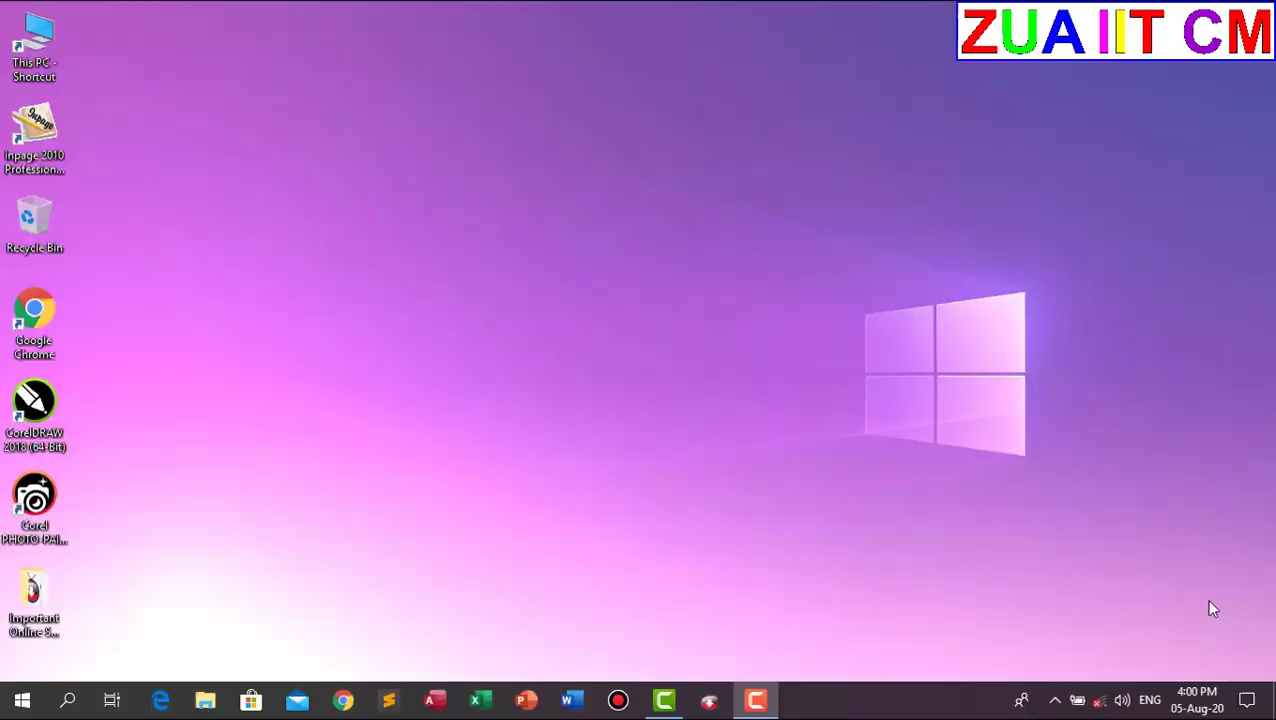 ZUA IIT CM
This PC -
Shortcut
Inpage
Inpage 2010
Profession...
Recycle Bin
Google
Chrome
CorelDRAW
2018 (64-Bit)
Corel
PHOTO-PAI...
Important
Online S...
ENG
4:00 PM
05-Aug-20